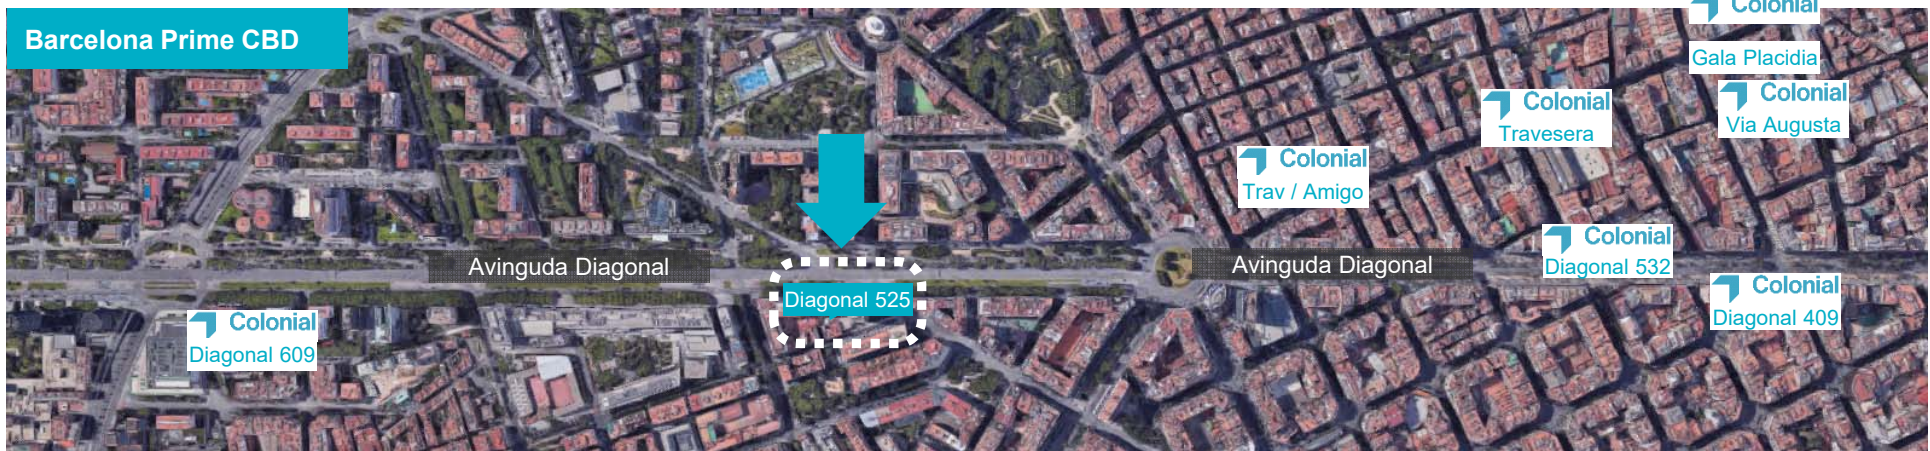 Barcelona Prime CBD
Colonial
Gala Placidia
Colonial
Via Augusta
Colonial
Travesera
Colonial
Trav / Amigo
Colonial
Diagonal 532
Avinguda Diagonal
Avinguda Diagonal
Diagonal 525
Colonial
Diagonal 409
Colonial
Diagonal 609